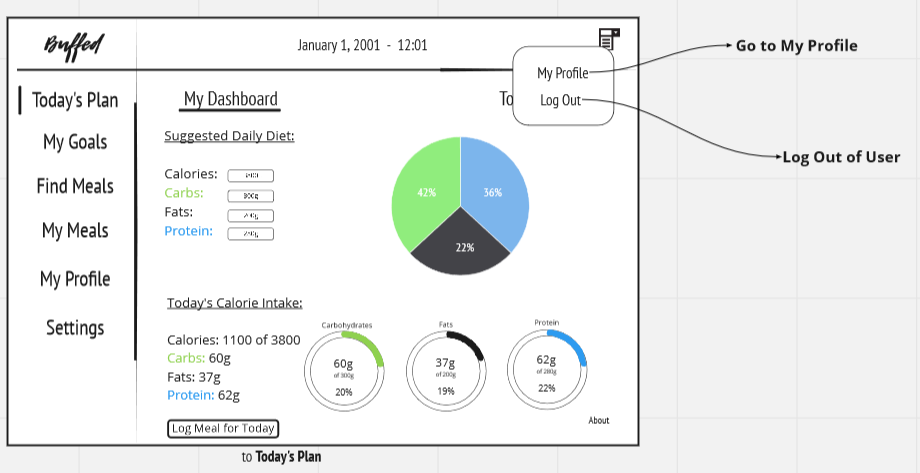 Buffed
January 1, 2001 - 12:01
My Profile
Log Out
Go to My Profile
Log Out of User
Today's Plan
My Goals
Find Meals
My Meals
My Profile
Settings
My Dashboard
To
Suggested Daily Diet:
Calories:
Carbs: 300g
Fats:
Protein:
42%
36%
22%
Today's Calorie Intake:
Calories: 1100 of 3800
Carbs: 60g
Fats: 37g
Protein: 62g
Carbohydrates
60g
of 300g
20%
Fats
37g
of 200g
19%
Protein
62g
of 280g
22%
Log Meal for Today
About
to Today's Plan